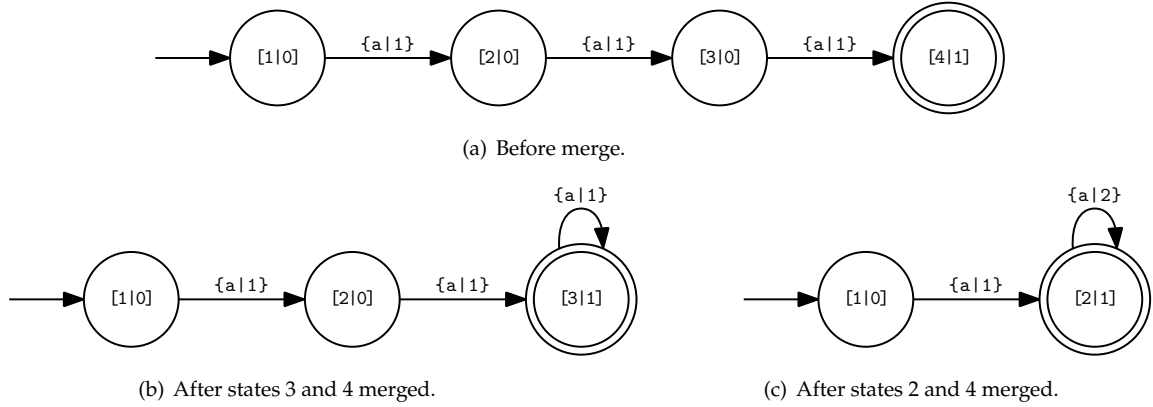 {a|1} {a|1} {a|1}
[1|0] [2|0] [3|0] [4|1]
(a) Before merge.
{a|1} {a|2}
{a|1} {a|1} {a|1}
[1|0] [2|0] [3|1] [1|0] [2|1]
(b) After states 3 and 4 merged. (c) After states 2 and 4 merged.